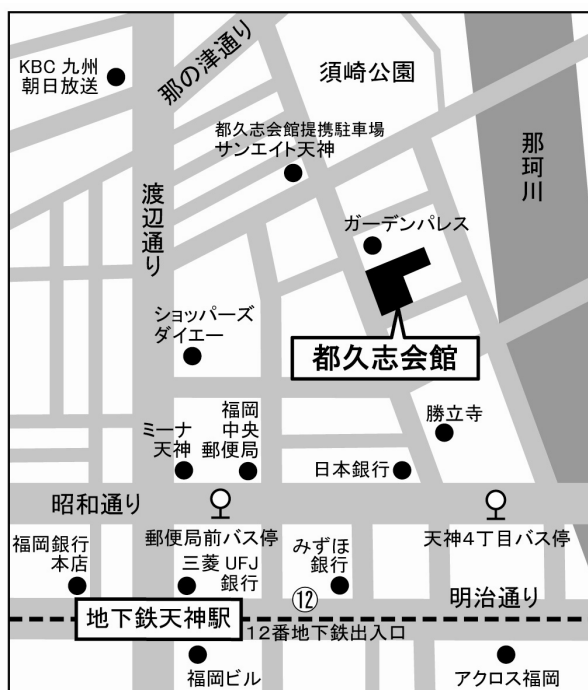 KBC 九州
朝日放送
那の津通り
須崎公園
那珂川
都久志会館提携駐車場
サンエイト天神
渡辺通り
ガーデンパレス
ショッパーズ
ダイエー
都久志会館
福岡
中央
郵便局
ミーナ
天神
勝立寺
日本銀行
昭和通り
郵便局前バス停
天神4丁目バス停
福岡銀行
本店
三菱 UFJ
銀行
みずほ
銀行
⑫
明治通り
地下鉄天神駅
12番地下鉄出入口
福岡ビル
アクロス福岡